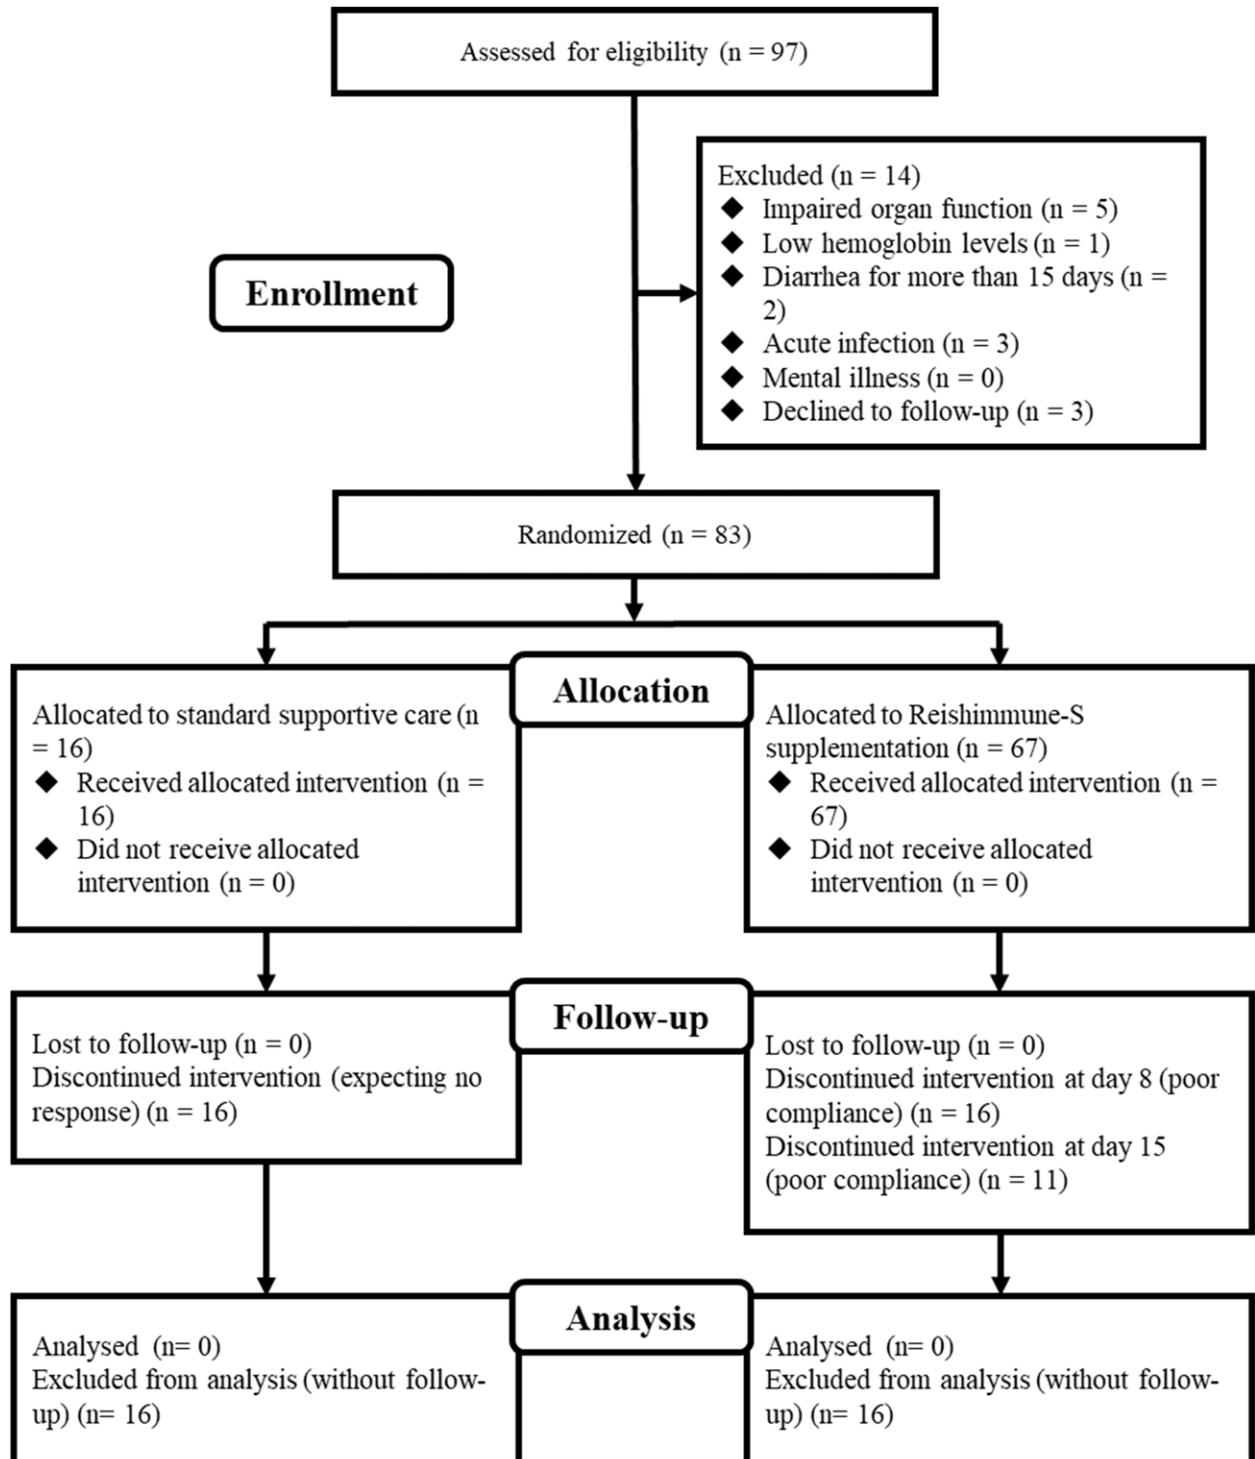 Assessed for eligibility (n = 97)
Excluded (n = 14)
◆ Impaired organ function (n = 5)
◆ Low hemoglobin levels (n = 1)
◆ Diarrhea for more than 15 days (n =
2)
◆ Acute infection (n = 3)
◆ Mental illness (n = 0)
◆ Declined to follow-up (n = 3)
Enrollment
Randomized (n = 83)
Allocation
Allocated to standard supportive care (n
= 16)
◆ Received allocated intervention (n =
16)
◆ Did not receive allocated
intervention (n = 0)
Allocated to Reishimmune-S
supplementation (n = 67)
◆ Received allocated intervention (n =
67)
◆ Did not receive allocated
intervention (n = 0)
Follow-up
Lost to follow-up (n = 0)
Discontinued intervention (expecting no
response) (n = 16)
Lost to follow-up (n = 0)
Discontinued intervention at day 8 (poor
compliance) (n = 16)
Discontinued intervention at day 15
(poor compliance) (n = 11)
Analysis
Analysed (n= 0)
Excluded from analysis (without follow-
up) (n= 16)
Analysed (n= 0)
Excluded from analysis (without follow-
up) (n= 16)